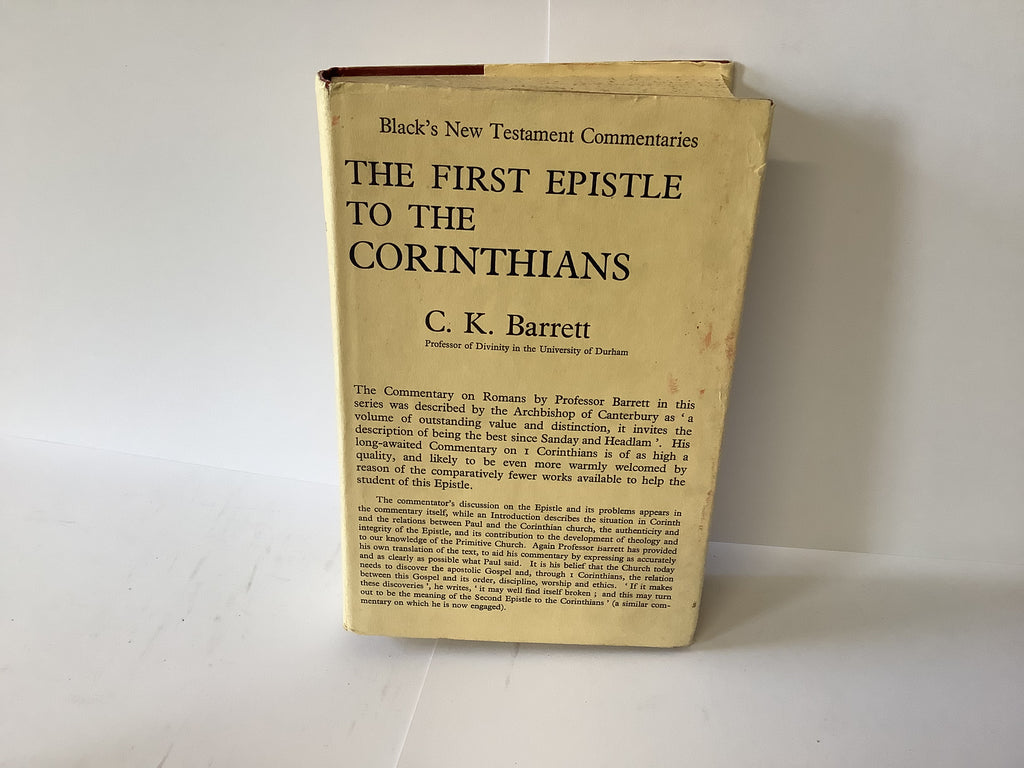 Black's New Testament Commentaries
THE FIRST EPISTLE
TO THE
CORINTHIANS
C. K. Barrett
Professor of Divinity in the University of Durham
The Commentary on Romans by Professor Barrett in this
series was described by the Archbishop of Canterbury as ‘ a
volume of outstanding value and distinction, it invites the
description of being the best since Sanday and Headlam ’. His
long-awaited Commentary on 1 Corinthians is of as high a
quality, and likely to be even more warmly welcomed by
reason of the comparatively fewer works available to help the
student of this Epistle.
The commentator's discussion on the Epistle and its problems appears in
the commentary itself, while an Introduction describes the situation in Corinth
and the relations between Paul and the Corinthian church, the authenticity and
integrity of the Epistle, and its contribution to the development of theology and
to our knowledge of the Primitive Church. Again Professor Barrett has provided
his own translation of the text, to aid his commentary by expressing as accurately
and as clearly as possible what Paul said. It is his belief that the Church today
needs to discover the apostolic Gospel and, through 1 Corinthians, the relation
between this Gospel and its order, discipline, worship and ethics. ‘ If it makes
these discoveries ’, he writes, ‘ it may well find itself broken ; and this may turn
out to be the meaning of the Second Epistle to the Corinthians ’ (a similar com-
mentary on which he is now engaged).